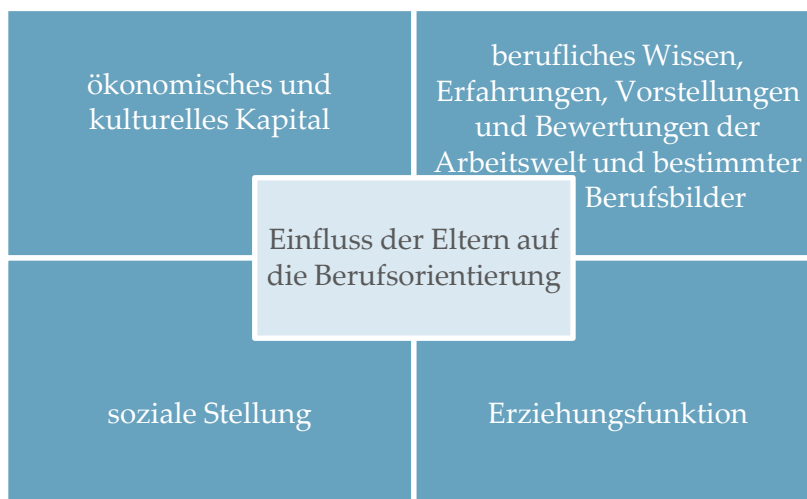 ökonomisches und
kulturelles Kapital
berufliches Wissen,
Erfahrungen, Vorstellungen
und Bewertungen der
Arbeitswelt und bestimmter
Berufsbilder
Einfluss der Eltern auf
die Berufsorientierung
soziale Stellung
Erziehungsfunktion